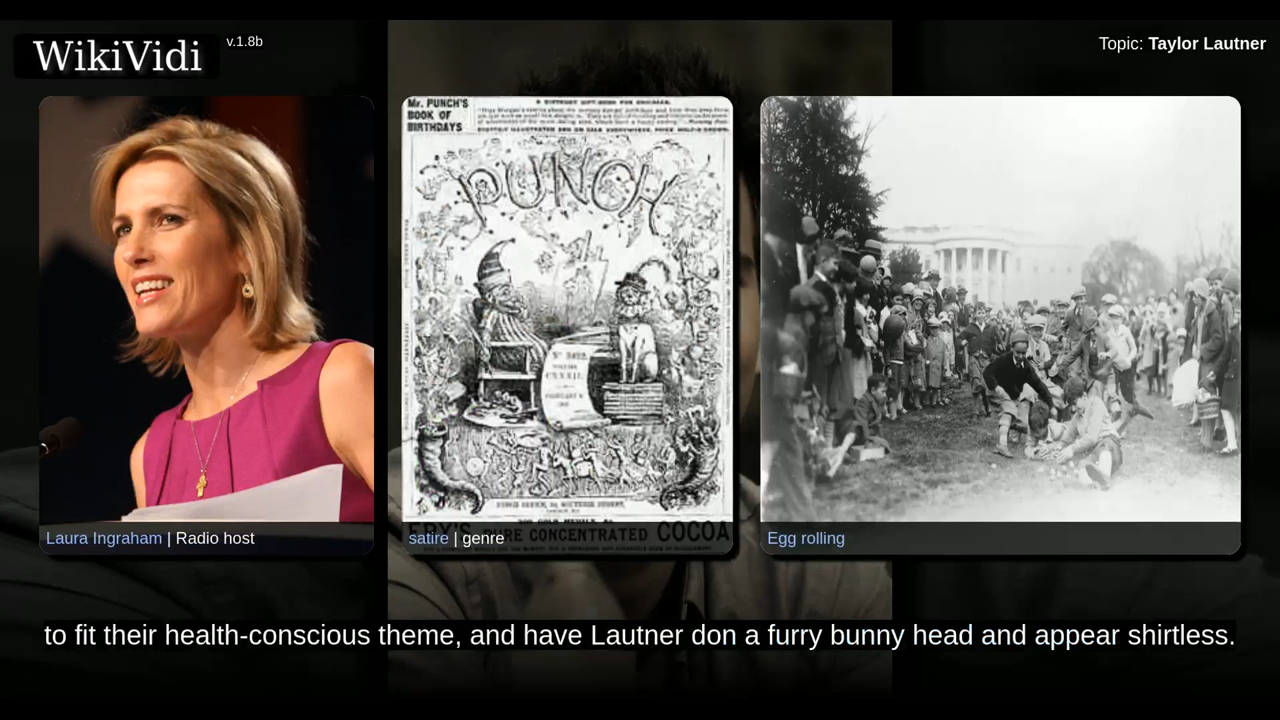 WikiVidi
v.1.8b
Topic: Taylor Lautner
Mr. PUNCH'S
BOOK OF
BIRTHDAYS
PUNCH
PURE CONCENTRATED COCOA
Laura Ingraham | Radio host
satire | genre
Egg rolling
to fit their health-conscious theme, and have Lautner don a furry bunny head and appear shirtless.